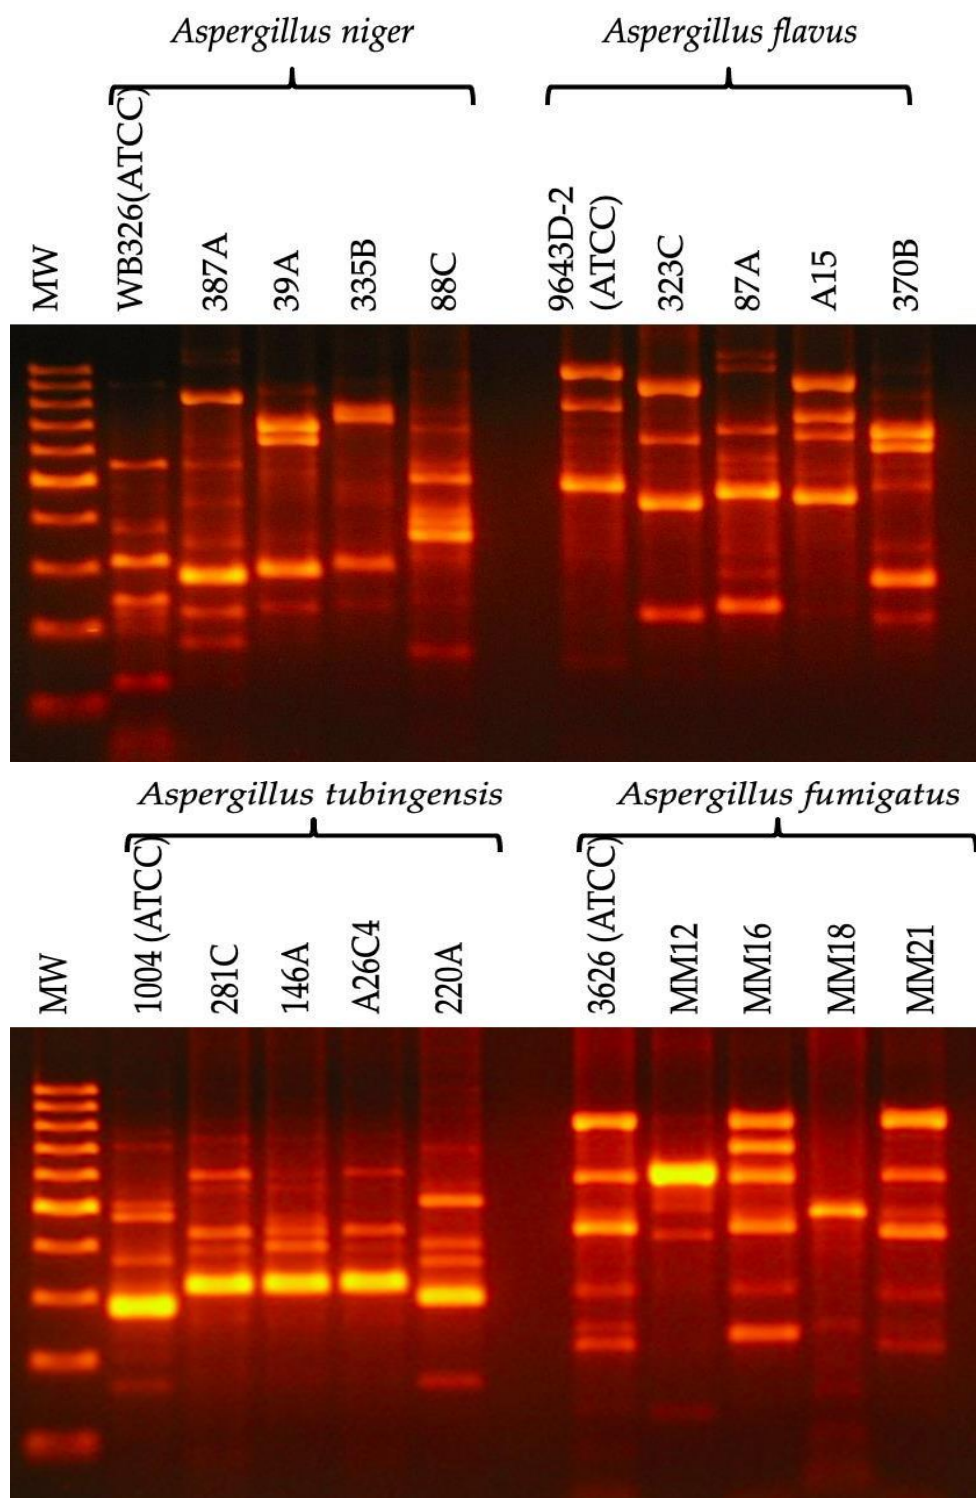 Aspergillus niger
Aspergillus flavus
MW
WB326(ATCC)
387A
39A
335B
88C
9643D-2
(ATCC)
323C
87A
A15
370B
Aspergillus tubingensis
Aspergillus fumigatus
MW
1004 (ATCC)
281C
146A
A26C4
220A
3626 (ATCC)
MM12
MM16
MM18
MM21